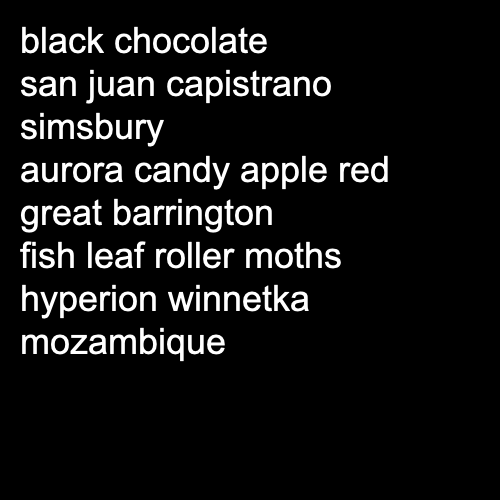 black chocolate
san juan capistrano
simsbury
aurora candy apple red
great barrington
fish leaf roller moths
hyperion winnetka
mozambique